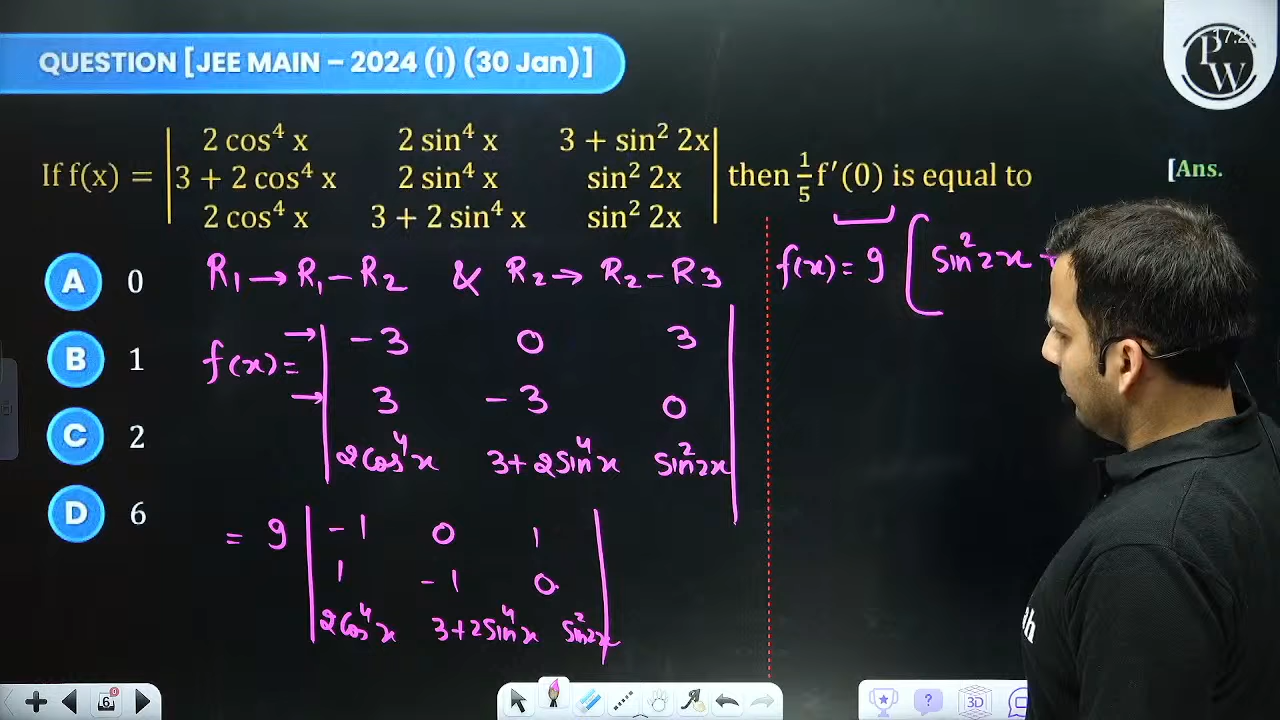 QUESTION [JEE MAIN – 2024 (I) (30 Jan)]
PW
If f(x) = | 2 cos⁴ x 2 sin⁴ x 3 + sin² 2x |
| 3 + 2 cos⁴ x 2 sin⁴ x sin² 2x | then 1/5 f′(0) is equal to
| 2 cos⁴ x 3 + 2 sin⁴ x sin² 2x |
[Ans.
A 0
B 1
C 2
D 6
R₁ → R₁ – R₂ & R₂ → R₂ – R₃
f(x) = | –3 0 3 |
| 3 –3 0 |
| 2cos⁴x 3+2sin⁴x sin²2x |
= 9 | –1 0 1 |
| 1 –1 0 |
| 2cos⁴x 3+2sin⁴x sin²2x |
f(x) = 9 [ sin²2x
6
3D